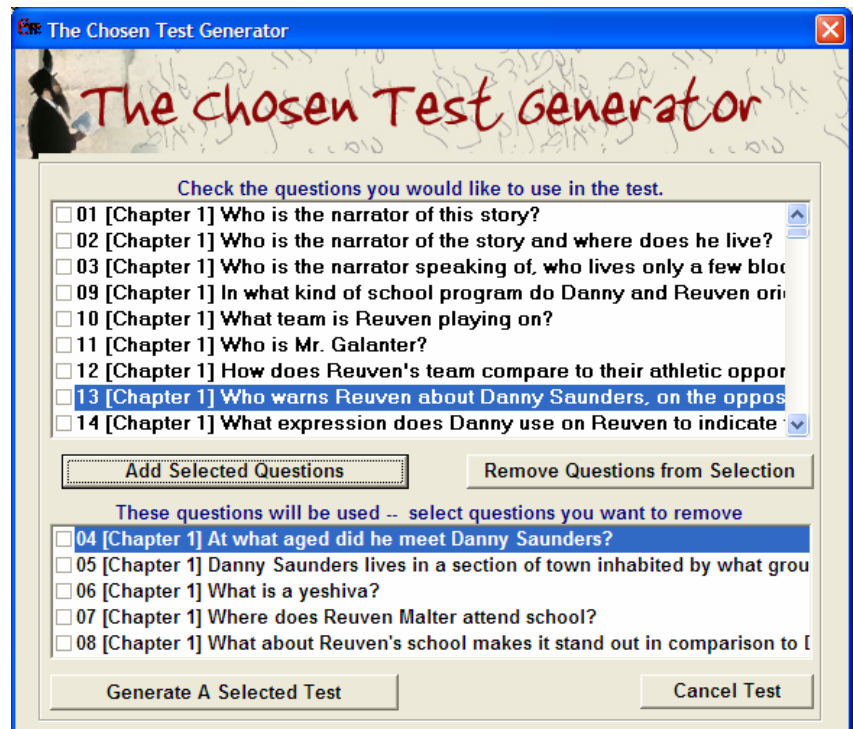 The Chosen Test Generator
The Chosen Test Generator
Check the questions you would like to use in the test.
01 [Chapter 1] Who is the narrator of this story?
02 [Chapter 1] Who is the narrator of the story and where does he live?
03 [Chapter 1] Who is the narrator speaking of, who lives only a few bloc
09 [Chapter 1] In what kind of school program do Danny and Reuven ori
10 [Chapter 1] What team is Reuven playing on?
11 [Chapter 1] Who is Mr. Galanter?
12 [Chapter 1] How does Reuven's team compare to their athletic oppor
13 [Chapter 1] Who warns Reuven about Danny Saunders, on the oppos
14 [Chapter 1] What expression does Danny use on Reuven to indicate
Add Selected Questions
Remove Questions from Selection
These questions will be used -- select questions you want to remove
04 [Chapter 1] At what aged did he meet Danny Saunders?
05 [Chapter 1] Danny Saunders lives in a section of town inhabited by what grou
06 [Chapter 1] What is a yeshiva?
07 [Chapter 1] Where does Reuven Malter attend school?
08 [Chapter 1] What about Reuven's school makes it stand out in comparison to
Generate A Selected Test
Cancel Test